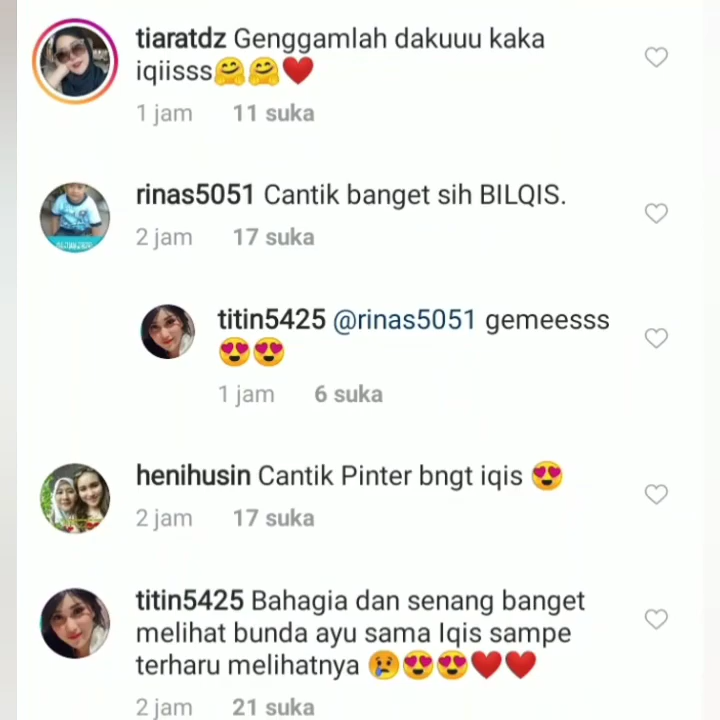 tiaratdz Genggamlah dakuuu kaka
iqiisss🤗🤗❤️
1 jam 11 suka
rinas5051 Cantik banget sih BILQIS.
2 jam 17 suka
titin5425 @rinas5051 gemeesss
😍😍
1 jam 6 suka
henihusin Cantik Pinter bngt iqis 😍
2 jam 17 suka
titin5425 Bahagia dan senang banget
melihat bunda ayu sama Iqis sampe
terharu melihatnya 😢😍😍❤️❤️
2 jam 21 suka